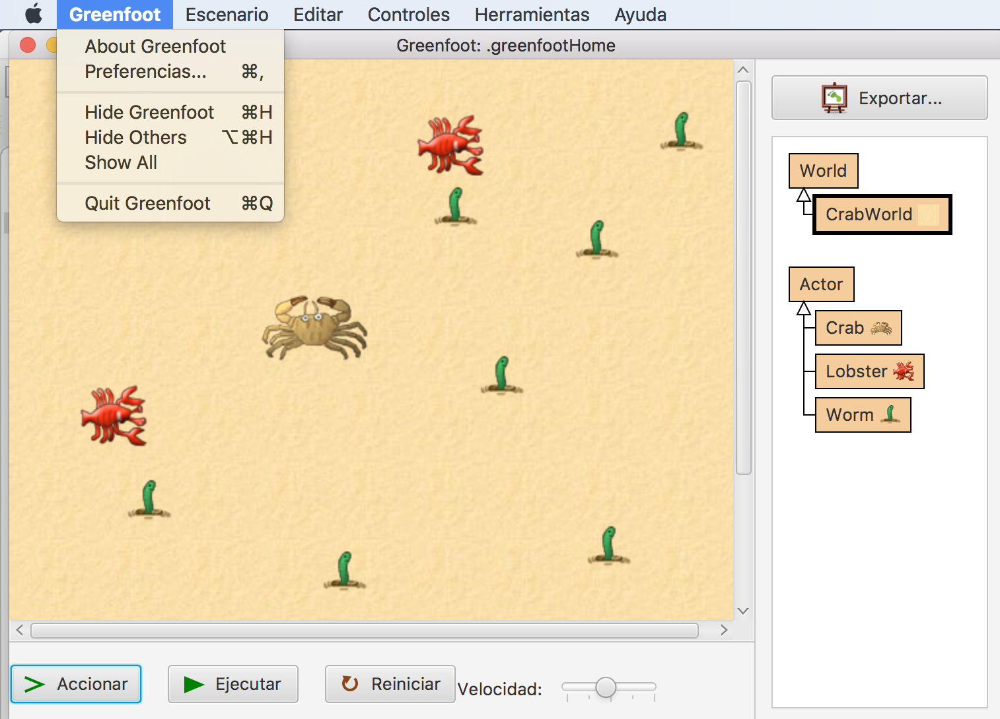 Greenfoot Escenario Editar Controles Herramientas Ayuda
Greenfoot: .greenfootHome
About Greenfoot
Preferencias... ⌘,
Hide Greenfoot ⌘H
Hide Others ⌥⌘H
Show All
Quit Greenfoot ⌘Q
Exportar...
World
CrabWorld
Actor
Crab
Lobster
Worm
Accionar
Ejecutar
Reiniciar
Velocidad: